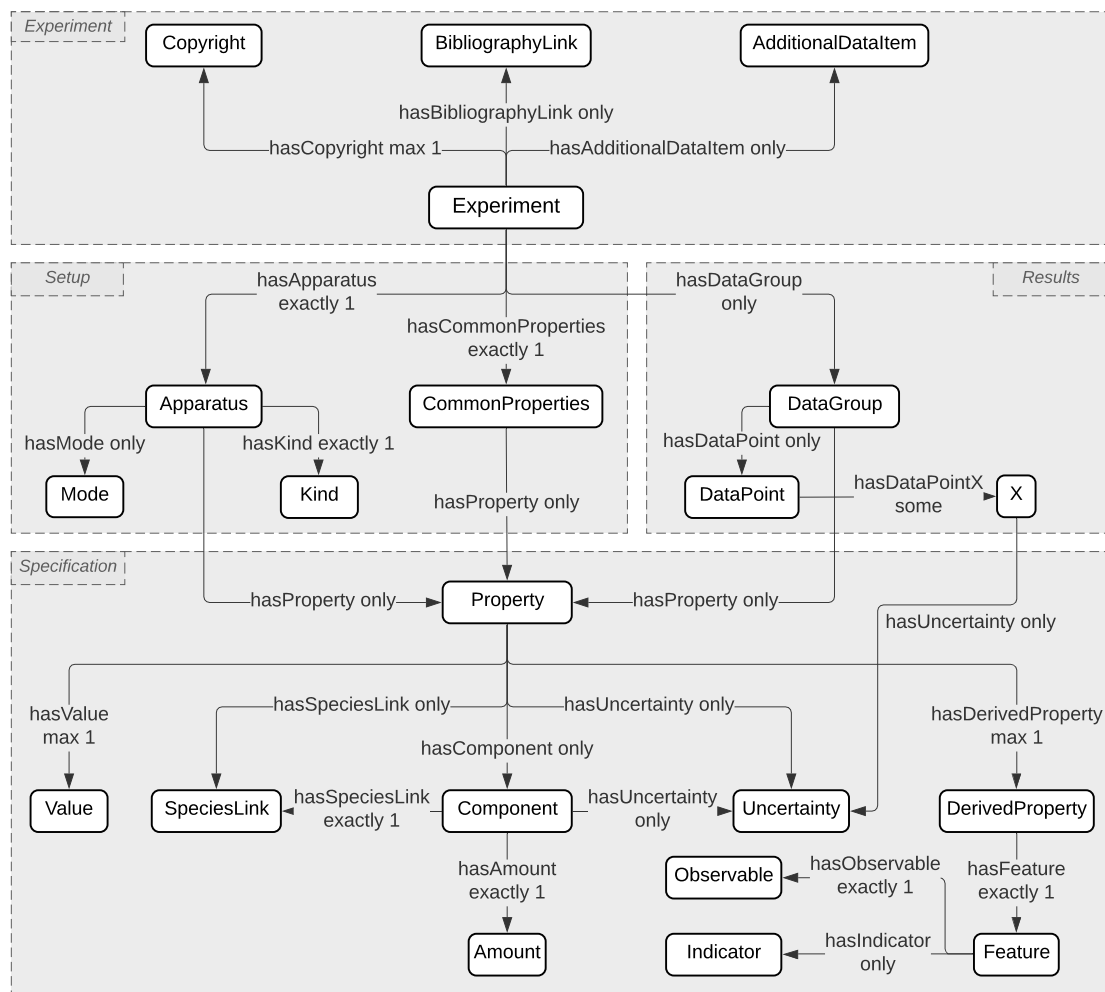 Experiment
Copyright
BibliographyLink
AdditionalDataItem
hasBibliographyLink only
hasCopyright max 1
hasAdditionalDataItem only
Experiment
Setup
Results
hasApparatus
exactly 1
hasDataGroup
only
hasCommonProperties
exactly 1
Apparatus
CommonProperties
DataGroup
hasMode only
hasKind exactly 1
hasDataPoint only
Mode
Kind
hasProperty only
DataPoint
hasDataPointX
some
X
Specification
hasProperty only
Property
hasProperty only
hasUncertainty only
hasValue
max 1
hasSpeciesLink only
hasUncertainty only
hasDerivedProperty
max 1
hasComponent only
Value
SpeciesLink
hasSpeciesLink
exactly 1
Component
hasUncertainty
only
Uncertainty
DerivedProperty
hasAmount
exactly 1
Observable
hasObservable
exactly 1
hasFeature
exactly 1
Amount
Indicator
hasIndicator
only
Feature